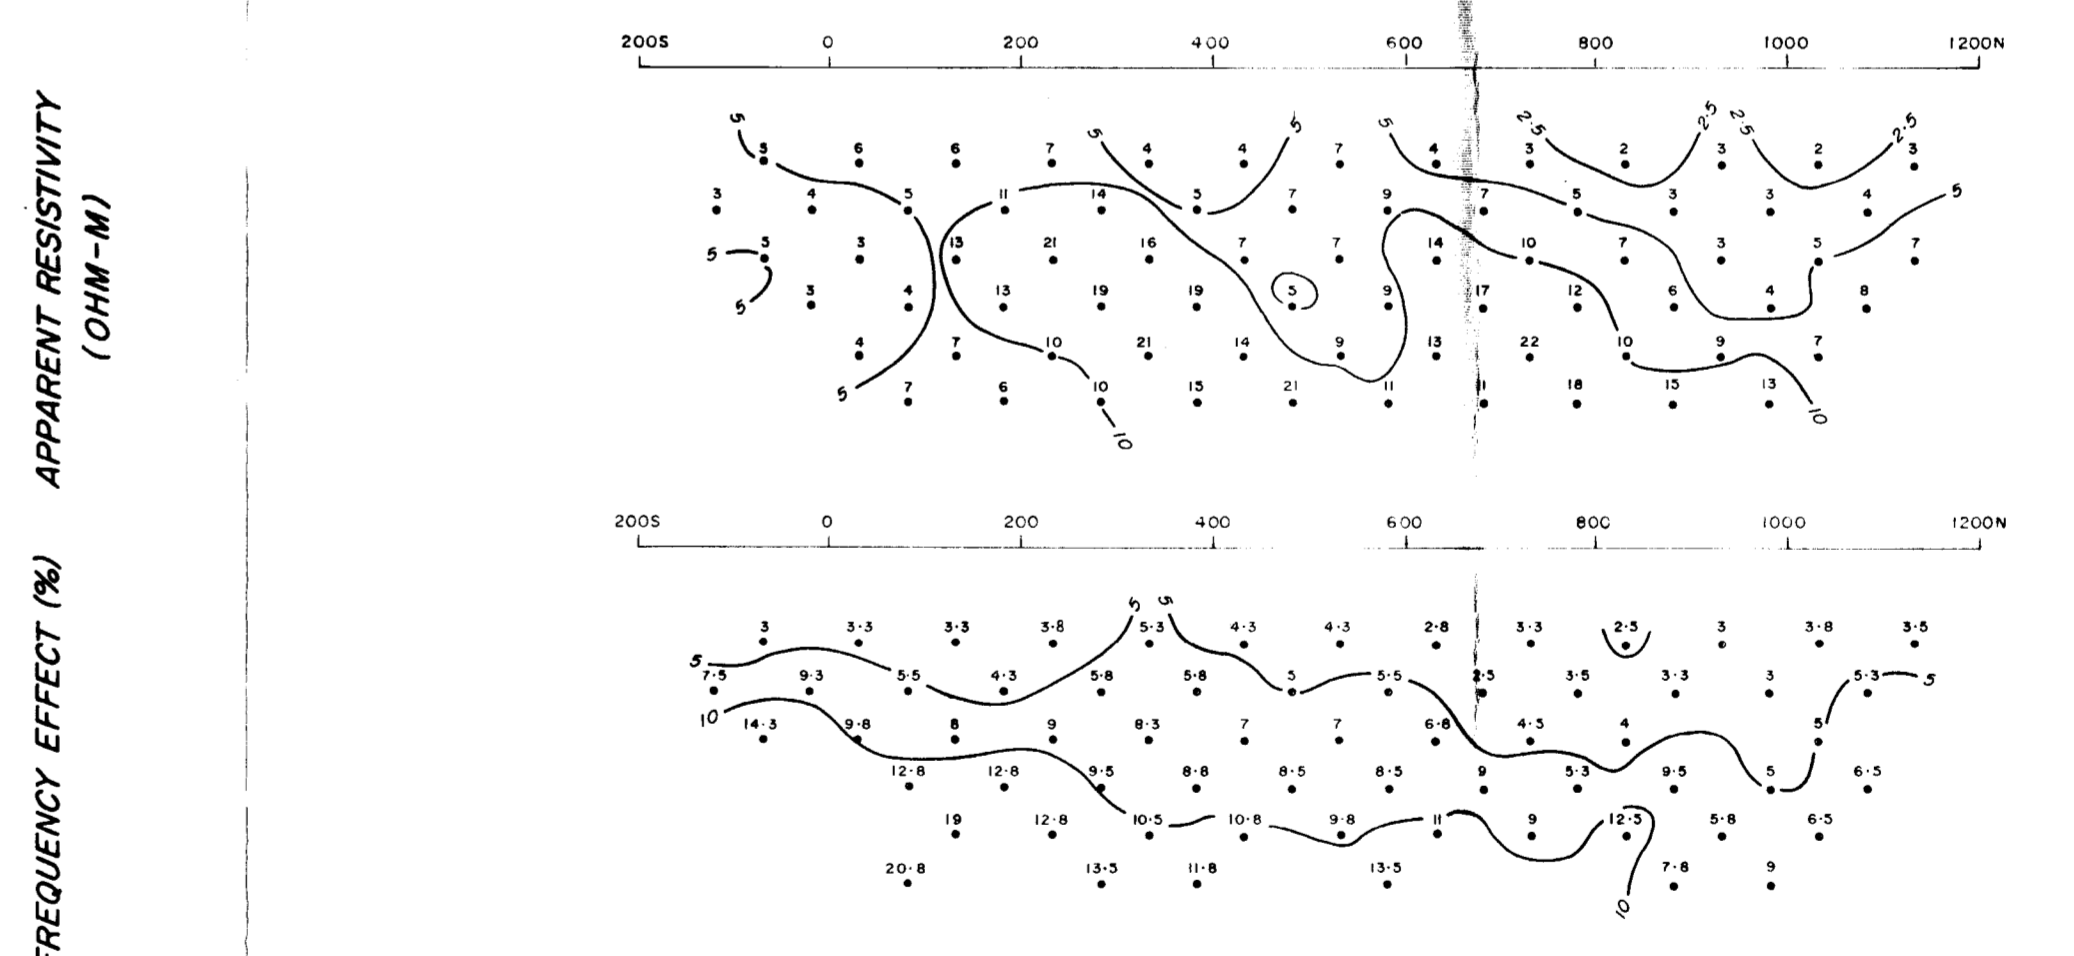 APPARENT RESISTIVITY
(OHM-M)
200S 0 200 400 600 800 1000 1200N
5 5 5 5 2·5 2·5 2·5 2·5
5 6 6 7 4 4 7 4 3 2 3 2 3
3 4 5 11 14 5 7 9 7 5 3 3 4 5
5 5 3 13 21 16 7 7 14 10 7 3 5 7
5 3 4 13 19 19 5 9 17 12 6 4 8
4 7 10 21 14 9 13 22 10 9 7
5 7 6 10 15 21 11 11 18 15 13
10 10
FREQUENCY EFFECT (%)
200S 0 200 400 600 800 1000 1200N
5 5
3 3·3 3·3 3·8 5·3 4·3 4·3 2·8 3·3 2·5 3 3·8 3·5
5
7·5 9·3 5·5 4·3 5·8 5·8 5 5·5 2·5 3·5 3·3 3 5·3 5
10 14·3 9·8 8 9 8·3 7 7 6·8 4·5 4 5
12·8 12·8 9·5 8·8 8·5 8·5 9 5·3 9·5 5 6·5
19 12·8 10·5 10·8 9·8 11 9 12·5 5·8 6·5
20·8 13·5 11·8 13·5 7·8 9
10